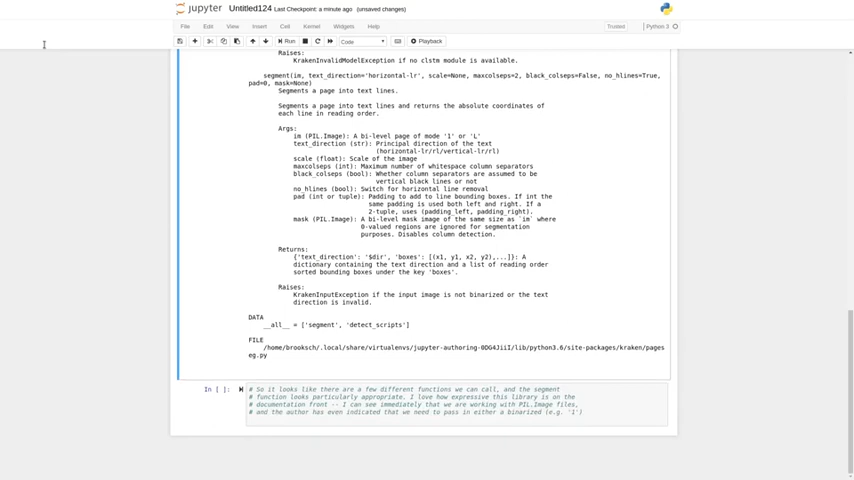 jupyter Untitled124 Last Checkpoint: a minute ago (unsaved changes)
File Edit View Insert Cell Kernel Widgets Help Trusted Python 3
Run Code Playback
Raises:
KrakenInvalidModelException if no clstm module is available.
segment(im, text_direction='horizontal-lr', scale=None, maxcolseps=2, black_colseps=False, no_hlines=True,
pad=0, mask=None)
Segments a page into text lines.
Segments a page into text lines and returns the absolute coordinates of
each line in reading order.
Args:
im (PIL.Image): A bi-level page of mode '1' or 'L'
text_direction (str): Principal direction of the text
(horizontal-lr/rl/vertical-lr/rl)
scale (float): Scale of the image
maxcolseps (int): Maximum number of whitespace column separators
black_colseps (bool): Whether column separators are assumed to be
vertical black lines or not
no_hlines (bool): Switch for horizontal line removal
pad (int or tuple): Padding to add to line bounding boxes. If int the
same padding is used both left and right. If a
2-tuple, uses (padding_left, padding_right).
mask (PIL.Image): A bi-level mask image of the same size as `im` where
0-valued regions are ignored for segmentation
purposes. Disables column detection.
Returns:
{'text_direction': '$dir', 'boxes': [(x1, y1, x2, y2),...]}: A
dictionary containing the text direction and a list of reading order
sorted bounding boxes under the key 'boxes'.
Raises:
KrakenInputException if the input image is not binarized or the text
direction is invalid.
DATA
__all__ = ['segment', 'detect_scripts']
FILE
/home/brooksch/.local/share/virtualenvs/jupyter-authoring-0DG4JiiI/lib/python3.6/site-packages/kraken/pages
eg.py
In [ ]: # So it looks like there are a few different functions we can call, and the segment
# function looks particularly appropriate. I love how expressive this library is on the
# documentation front -- I can see immediately that we are working with PIL.Image files,
# and the author has even indicated that we need to pass in either a binarized (e.g. '1')